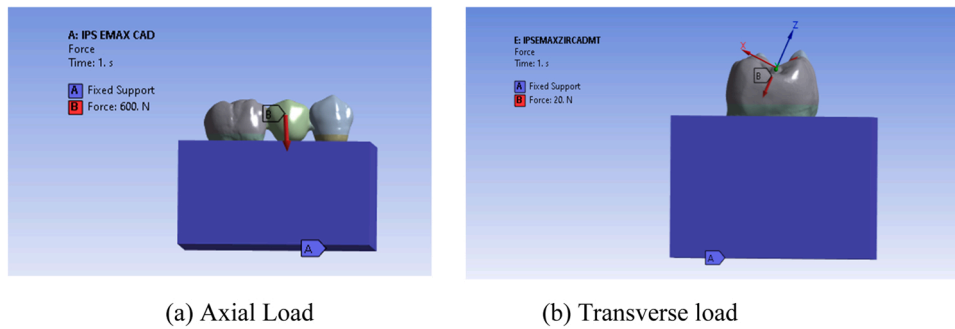 A: IPS EMAX CAD
Force
Time: 1. s
A Fixed Support
B Force: 600. N
B
A
(a) Axial Load
E: IPSEMAXZIRCADMT
Force
Time: 1. s
A Fixed Support
B Force: 20. N
Z
X
B
A
(b) Transverse load